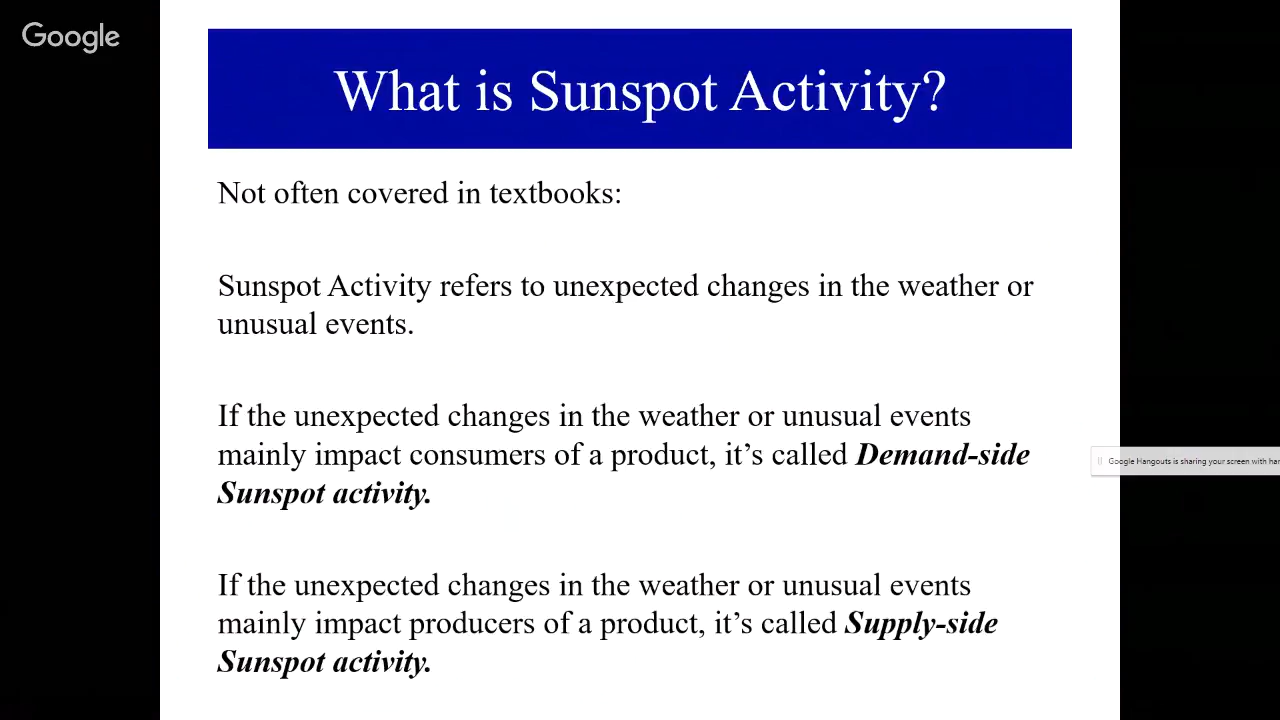 Google
What is Sunspot Activity?
Not often covered in textbooks:
Sunspot Activity refers to unexpected changes in the weather or
unusual events.
If the unexpected changes in the weather or unusual events
mainly impact consumers of a product, it’s called Demand-side
Sunspot activity.
Google Hangouts is sharing your screen with
If the unexpected changes in the weather or unusual events
mainly impact producers of a product, it’s called Supply-side
Sunspot activity.